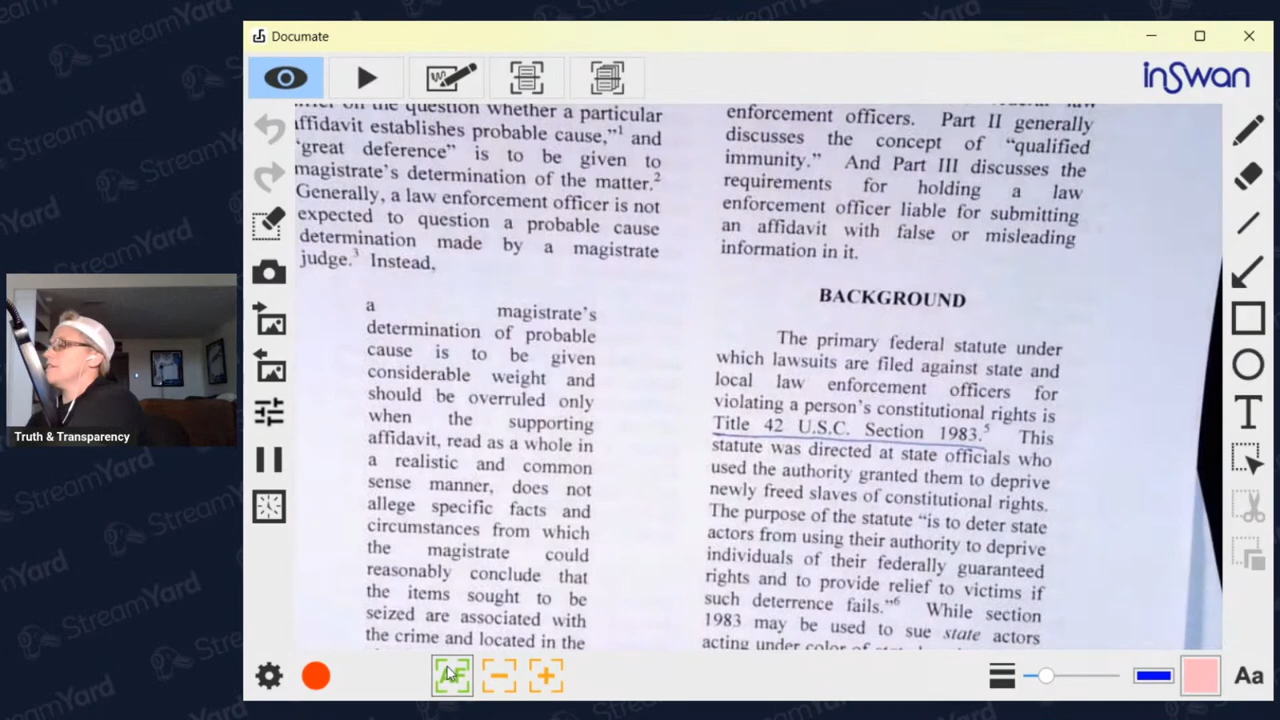 StreamYard
Documate
inSwan
on the question whether a particular
affidavit establishes probable cause,”1 and
‘great deference” is to be given to
magistrate’s determination of the matter.2
Generally, a law enforcement officer is not
expected to question a probable cause
determination made by a magistrate
judge.3 Instead,
a magistrate’s
determination of probable
cause is to be given
considerable weight and
should be overruled only
when the supporting
affidavit, read as a whole in
a realistic and common
sense manner, does not
allege specific facts and
circumstances from which
the magistrate could
reasonably conclude that
the items sought to be
seized are associated with
the crime and located in the
law
enforcement officers. Part II generally
discusses the concept of “qualified
immunity.” And Part III discusses the
requirements for holding a law
enforcement officer liable for submitting
an affidavit with false or misleading
information in it.
BACKGROUND
The primary federal statute under
which lawsuits are filed against state and
local law enforcement officers for
violating a person’s constitutional rights is
Title 42 U.S.C. Section 1983.5 This
statute was directed at state officials who
used the authority granted them to deprive
newly freed slaves of constitutional rights.
The purpose of the statute “is to deter state
actors from using their authority to deprive
individuals of their federally guaranteed
rights and to provide relief to victims if
such deterrence fails.”6 While section
1983 may be used to sue state actors
acting under color of
Truth & Transparency
T
Aa